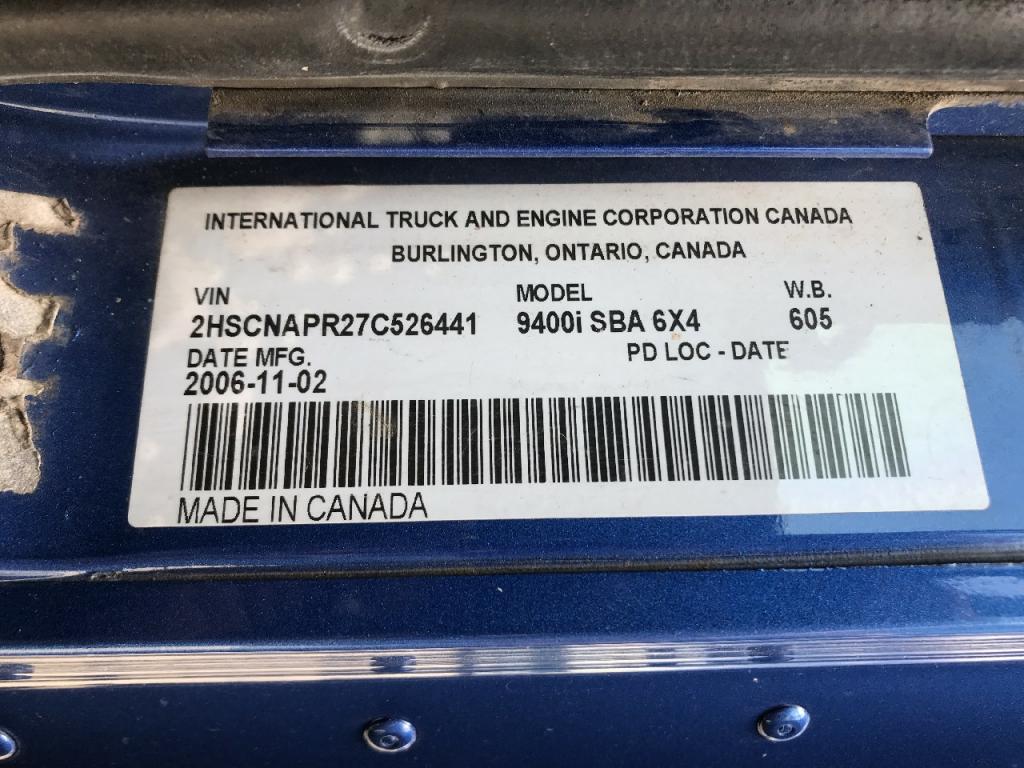 INTERNATIONAL TRUCK AND ENGINE CORPORATION CANADA
BURLINGTON, ONTARIO, CANADA
VIN MODEL W.B.
2HSCNAPR27C526441 9400i SBA 6X4 605
DATE MFG. PD LOC - DATE
2006-11-02
MADE IN CANADA